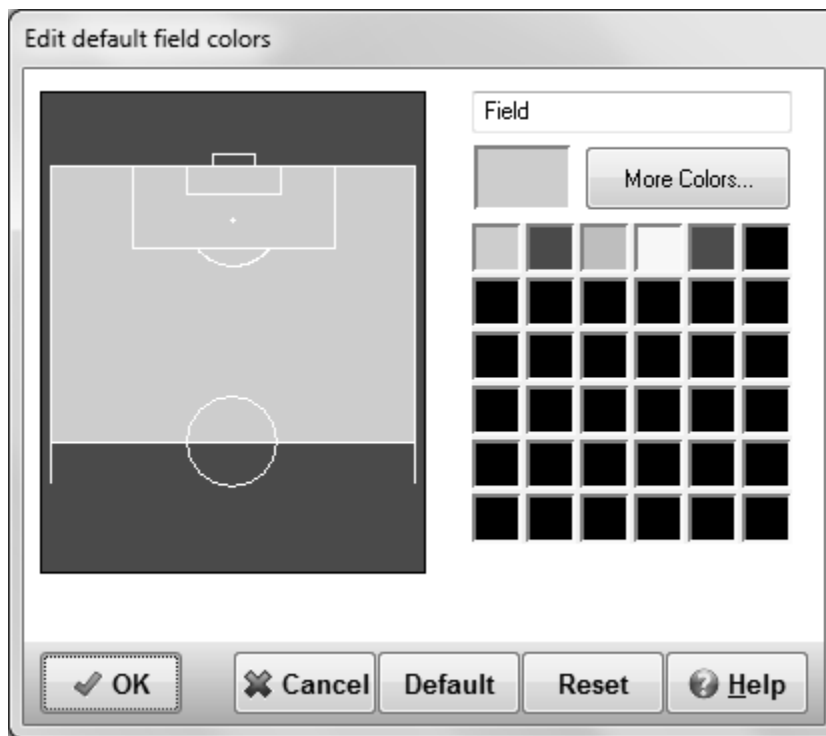 Edit default field colors
Field
More Colors...
OK
Cancel
Default
Reset
Help